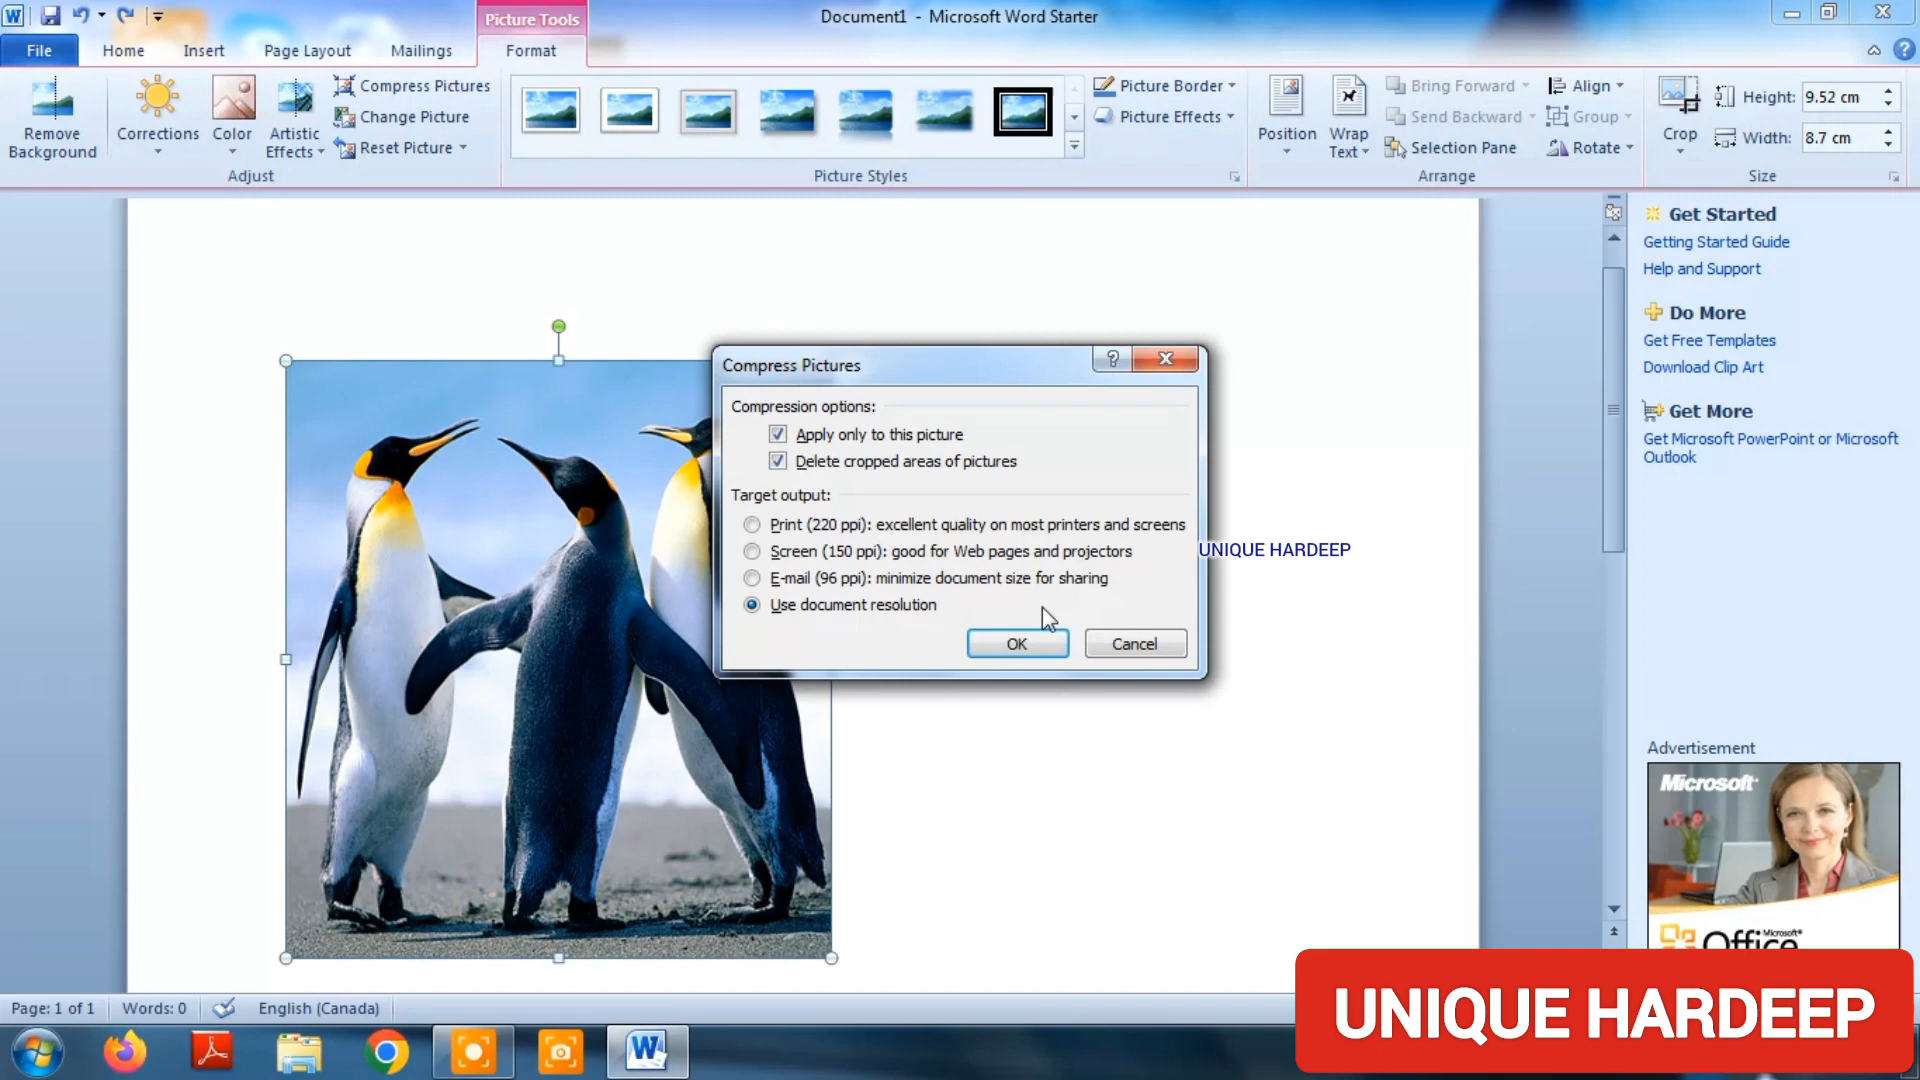 Picture Tools
Document1 - Microsoft Word Starter
File
Home
Insert
Page Layout
Mailings
Format
Remove Background
Corrections
Color
Artistic Effects
Compress Pictures
Change Picture
Reset Picture
Adjust
Picture Styles
Picture Border
Picture Effects
Position
Wrap Text
Bring Forward
Send Backward
Selection Pane
Align
Group
Rotate
Arrange
Crop
Height: 9.52 cm
Width: 8.7 cm
Size
Get Started
Getting Started Guide
Help and Support
Do More
Get Free Templates
Download Clip Art
Get More
Get Microsoft PowerPoint or Microsoft
Outlook
Compress Pictures
Compression options:
Apply only to this picture
Delete cropped areas of pictures
Target output:
Print (220 ppi): excellent quality on most printers and screens
Screen (150 ppi): good for Web pages and projectors
E-mail (96 ppi): minimize document size for sharing
Use document resolution
OK
Cancel
UNIQUE HARDEEP
Advertisement
Microsoft
Microsoft
Office
Page: 1 of 1
Words: 0
English (Canada)
UNIQUE HARDEEP